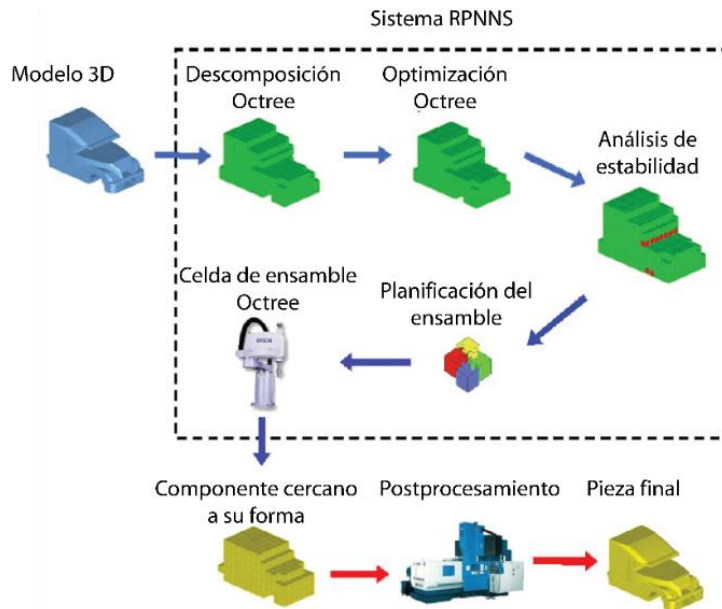 Sistema RPNNS
Modelo 3D
Descomposición
Octree
Optimización
Octree
Análisis de
estabilidad
Celda de ensamble
Octree
Planificación del
ensamble
EPSON
Componente cercano
a su forma
Postprocesamiento
Pieza final